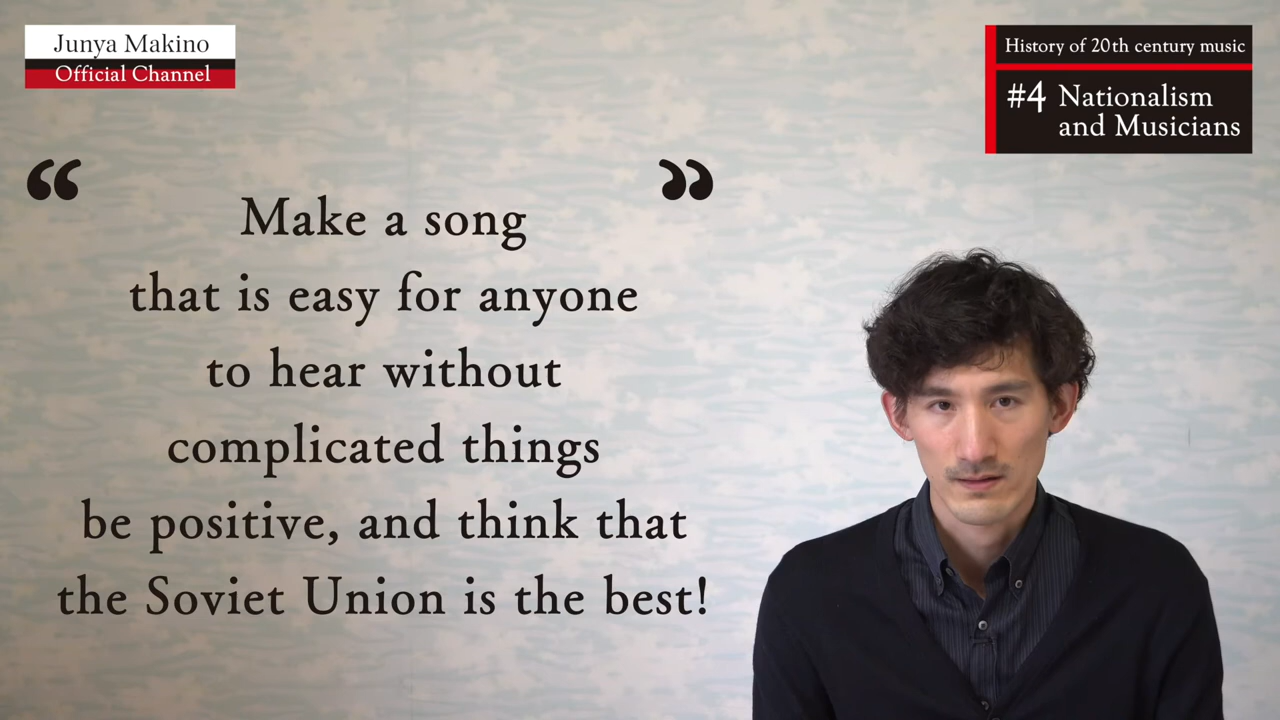 Junya Makino
Official Channel
History of 20th century music
#4 Nationalism
and Musicians
“ ”
Make a song
that is easy for anyone
to hear without
complicated things
be positive, and think that
the Soviet Union is the best!